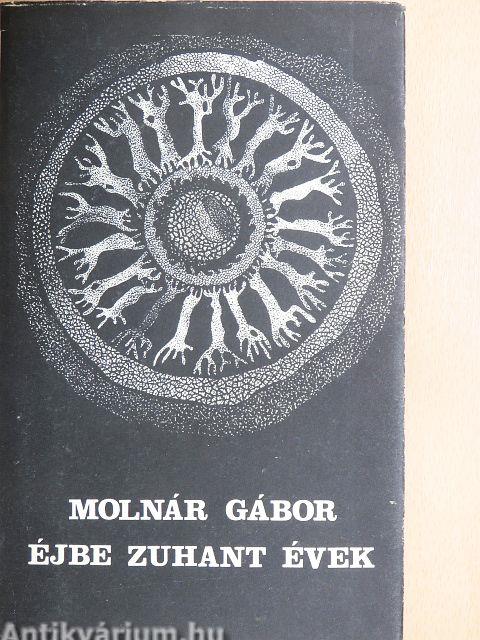 MOLNÁR GÁBOR
ÉJBE ZUHANT ÉVEK
Antikvárium.hu